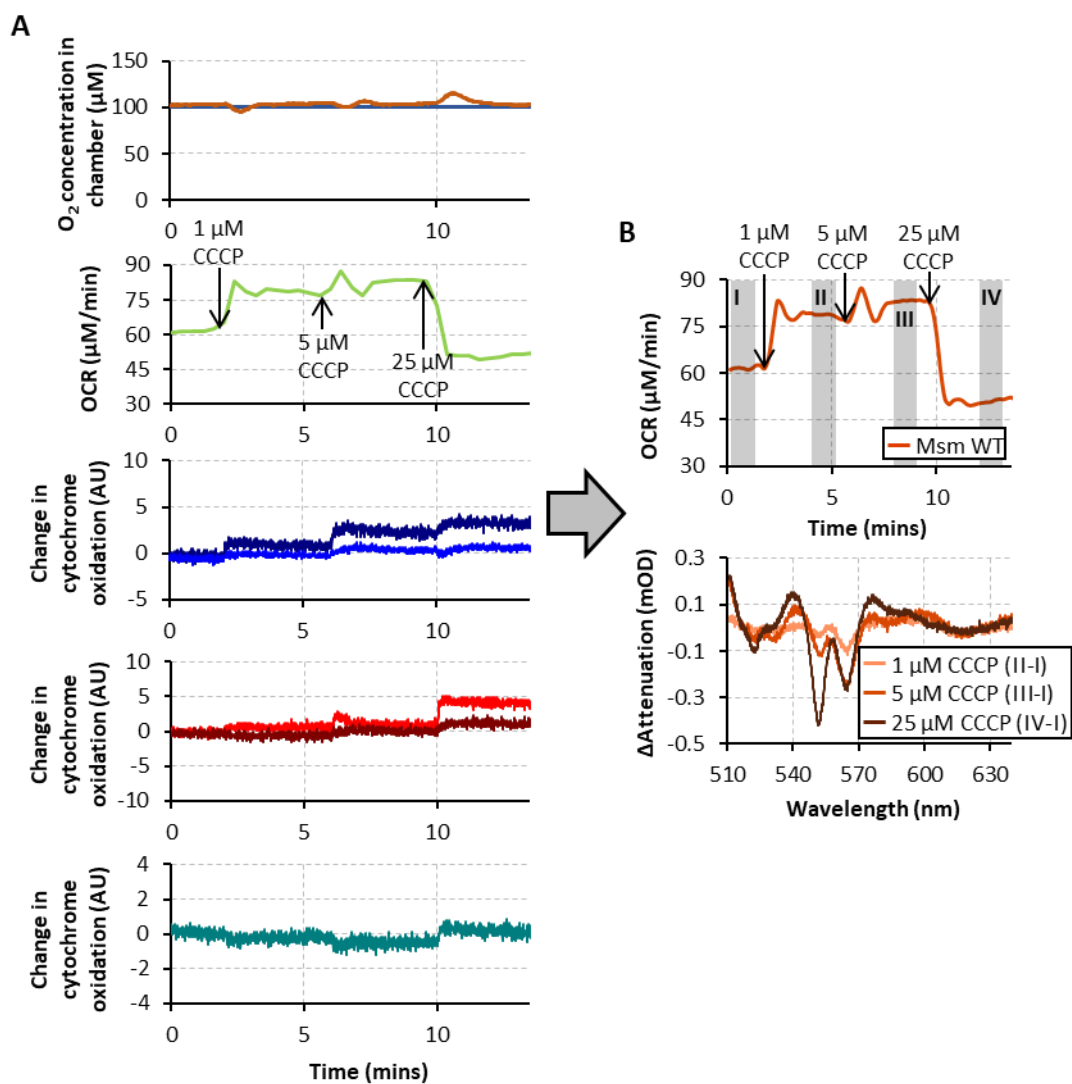 A
O2 concentration in
chamber (µM)
150
100
50
0
0
10
1 µM
CCCP
OCR (µM/min)
90
75
60
45
30
5 µM
CCCP
25 µM
CCCP
0
5
10
Change in
cytochrome
oxidation (AU)
10
5
0
-5
Change in
cytochrome
oxidation (AU)
10
5
0
-5
-10
0
5
10
Change in
cytochrome
oxidation (AU)
4
2
0
-2
-4
0
5
10
Time (mins)
B
1 µM
CCCP
5 µM
CCCP
25 µM
CCCP
OCR (µM/min)
90
75
60
45
30
I
II
III
IV
Msm WT
0
5
10
Time (mins)
ΔAttenuation (mOD)
0.3
0.1
-0.1
-0.3
-0.5
1 µM CCCP (II-I)
5 µM CCCP (III-I)
25 µM CCCP (IV-I)
510
540
570
600
630
Wavelength (nm)